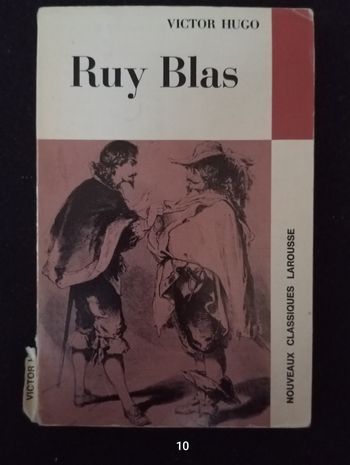 VICTOR HUGO
Ruy Blas
NOUVEAUX CLASSIQUES LAROUSSE
VICTOR
10